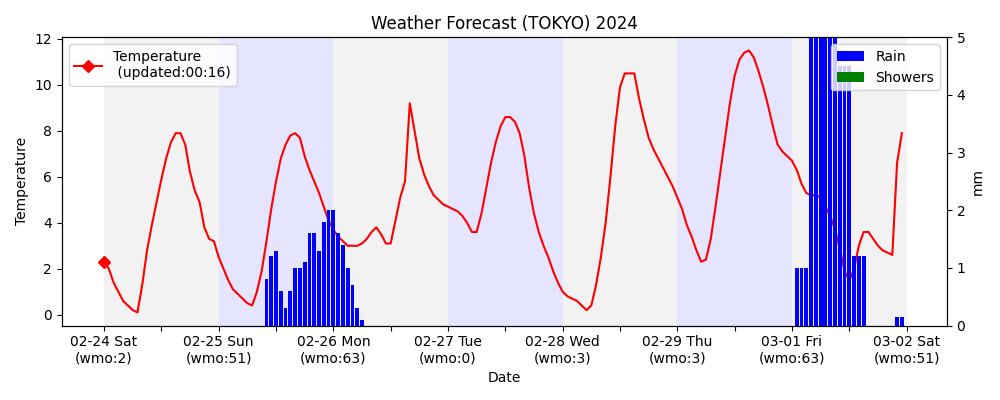 Weather Forecast (TOKYO) 2024
Temperature
(updated:00:16)
Rain
Showers
12
10
8
6
4
2
0
Temperature
5
4
3
2
1
0
mm
02-24 Sat
(wmo:2)
02-25 Sun
(wmo:51)
02-26 Mon
(wmo:63)
02-27 Tue
(wmo:0)
02-28 Wed
(wmo:3)
02-29 Thu
(wmo:3)
03-01 Fri
(wmo:63)
03-02 Sat
(wmo:51)
Date